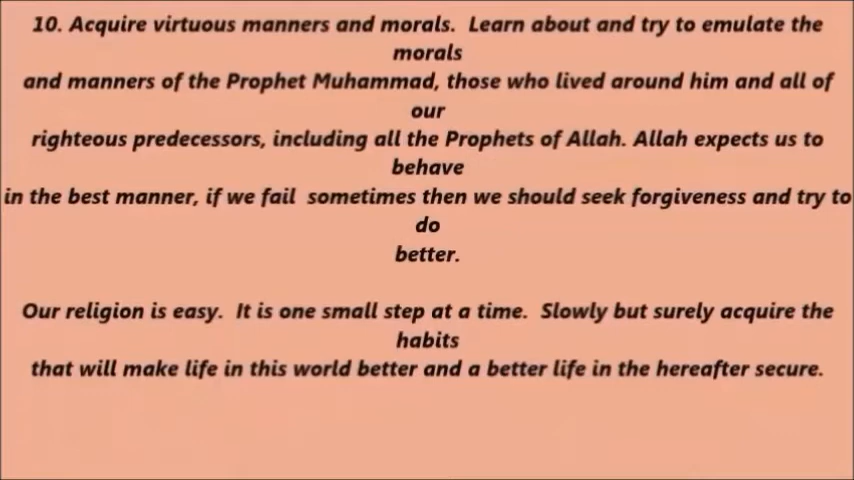 10. Acquire virtuous manners and morals.  Learn about and try to emulate the
morals
and manners of the Prophet Muhammad, those who lived around him and all of
our
righteous predecessors, including all the Prophets of Allah. Allah expects us to
behave
in the best manner, if we fail  sometimes then we should seek forgiveness and try to
do
better.
Our religion is easy.  It is one small step at a time.  Slowly but surely acquire the
habits
that will make life in this world better and a better life in the hereafter secure.